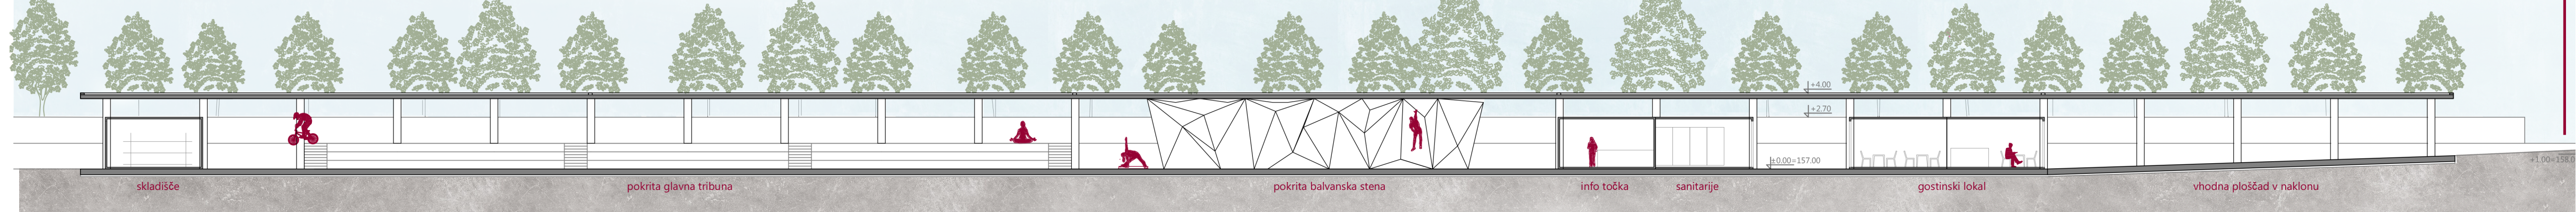 +4.00
+2.70
±0.00=157.00
+1.00=158.0
skladišče
pokrita glavna tribuna
pokrita balvanska stena
info točka
sanitarije
gostinski lokal
vhodna ploščad v naklonu